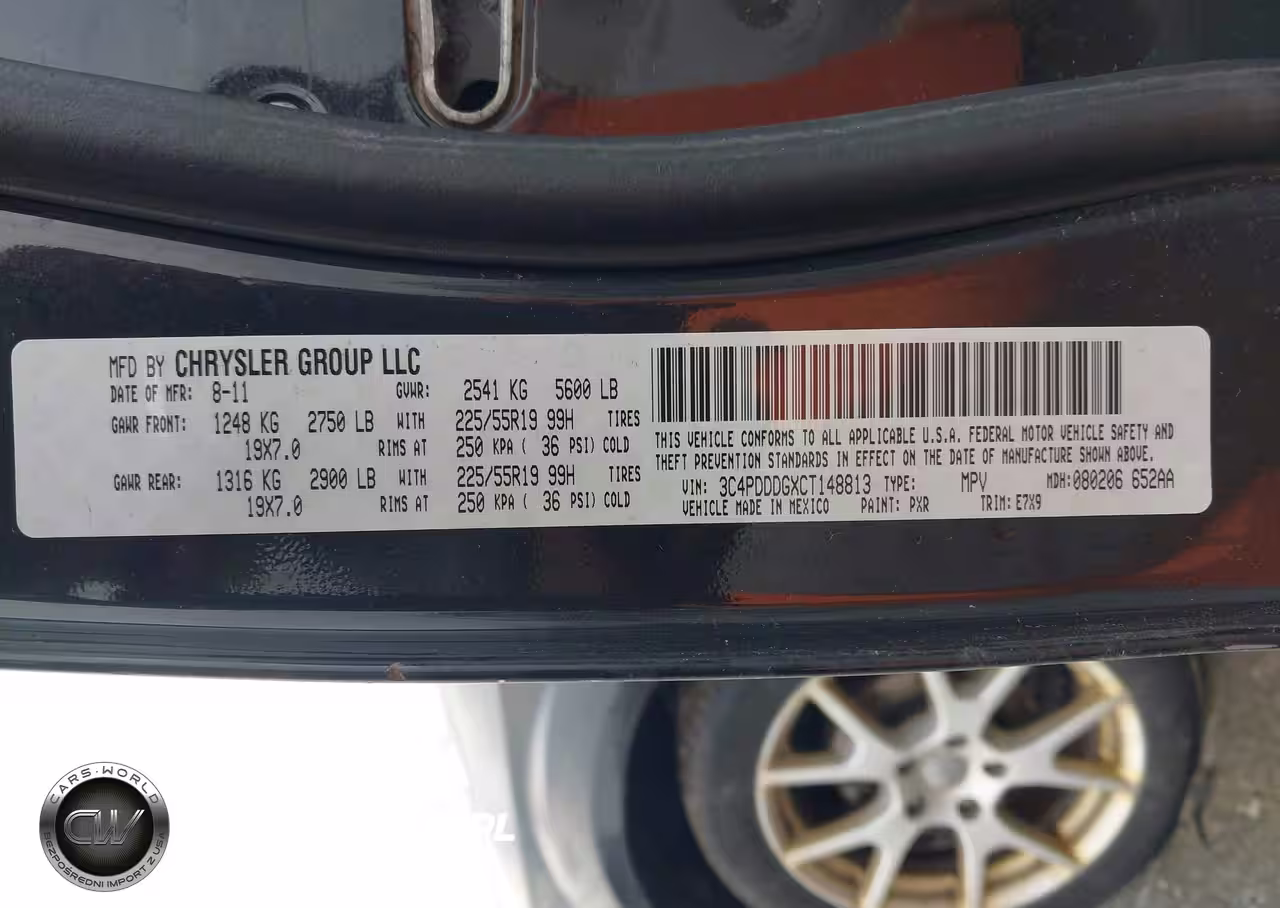 MFD BY CHRYSLER GROUP LLC
DATE OF MFR: 8-11 GVWR: 2541 KG 5600 LB
GAWR FRONT: 1248 KG 2750 LB WITH 225/55R19 99H TIRES
19X7.0 RIMS AT 250 KPA ( 36 PSI) COLD
GAWR REAR: 1316 KG 2900 LB WITH 225/55R19 99H TIRES
19X7.0 RIMS AT 250 KPA ( 36 PSI) COLD
THIS VEHICLE CONFORMS TO ALL APPLICABLE U.S.A. FEDERAL MOTOR VEHICLE SAFETY AND
THEFT PREVENTION STANDARDS IN EFFECT ON THE DATE OF MANUFACTURE SHOWN ABOVE.
VIN: 3C4PDDDGXCT148813 TYPE: MPV MDH:080206 652AA
VEHICLE MADE IN MEXICO PAINT: PXR TRIM: E7X9
CARS·WORLD
CW
BEZPOŚREDNI IMPORT Z USA